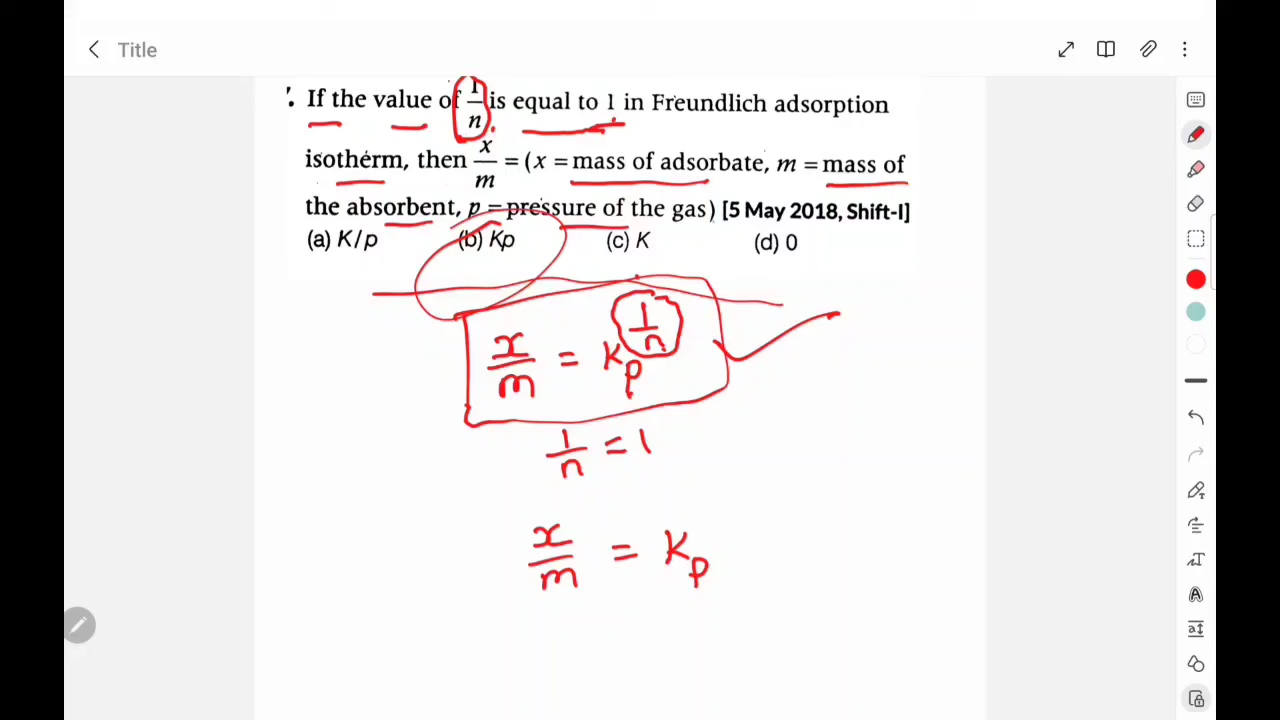 Title
'. If the value of 1/n is equal to 1 in Freundlich adsorption
isotherm, then x/m = (x = mass of adsorbate, m = mass of
the absorbent, p = pressure of the gas) [5 May 2018, Shift-I]
(a) K/p (b) Kp (c) K (d) 0
x/m = Kp^1/n
1/n = 1
x/m = Kp